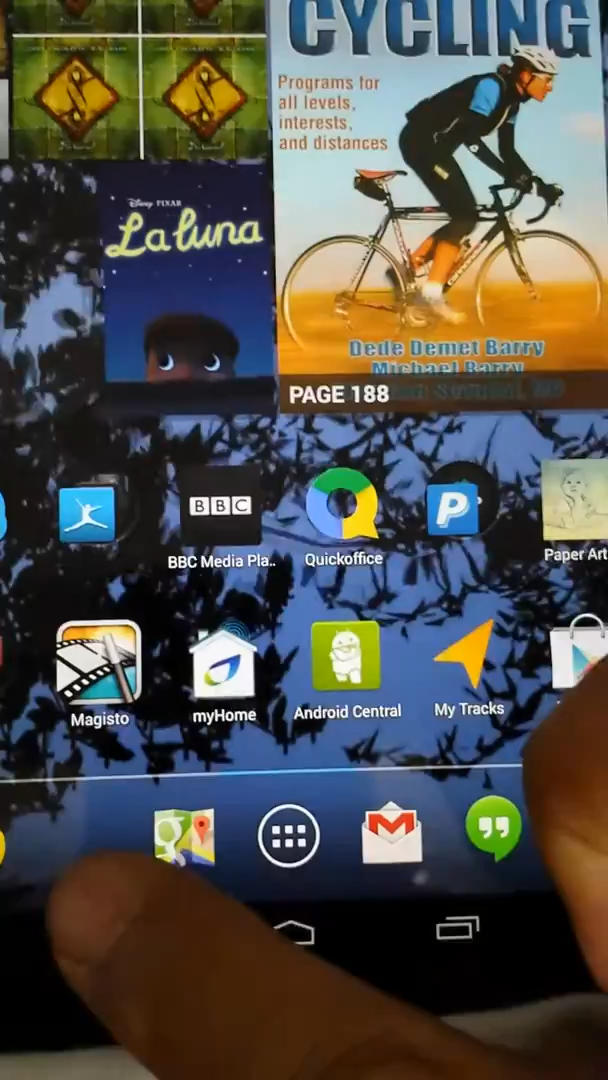 CYCLING
Programs for
all levels,
interests,
and distances
Disney PIXAR
La luna
Dede Demet Barry
Michael Barry
PAGE 188
BBC
P
BBC Media Pla..
Quickoffice
Paper Art
Magisto
myHome
Android Central
My Tracks